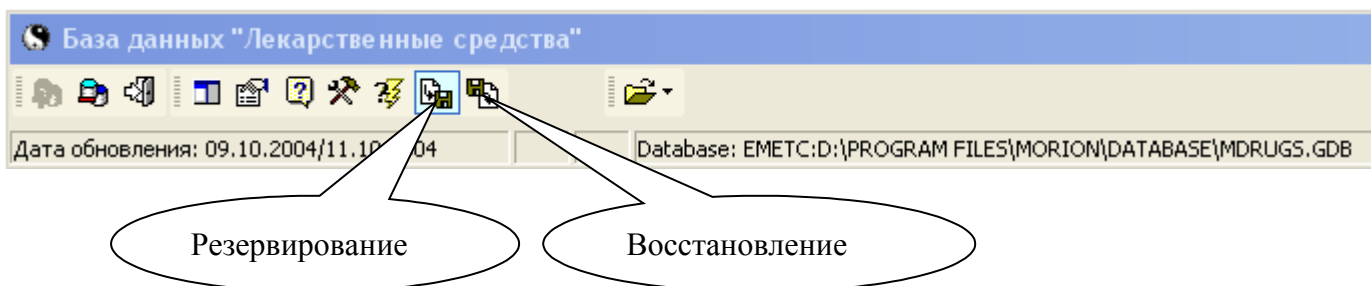 База данных "Лекарственные средства"
Дата обновления: 09.10.2004/11.10 04 Database: EMETC:D:\PROGRAM FILES\MORION\DATABASE\MDRUGS.GDB
Резервирование Восстановление